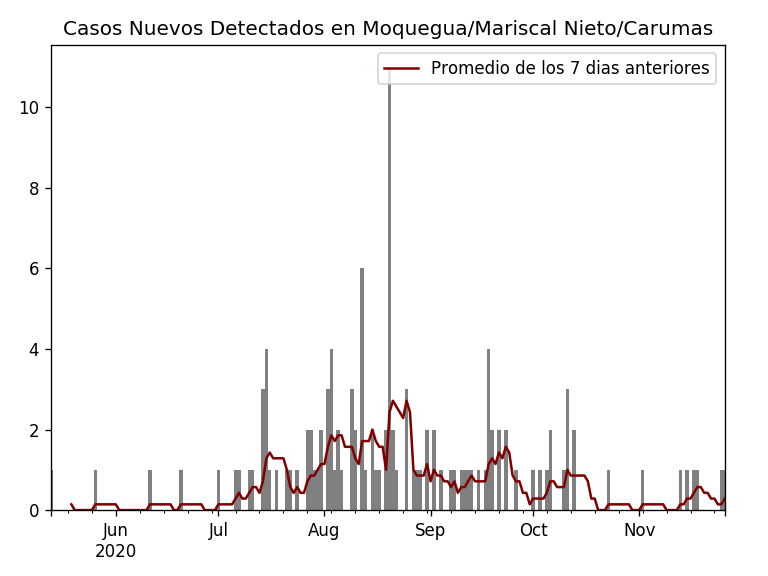 Casos Nuevos Detectados en Moquegua/Mariscal Nieto/Carumas
Promedio de los 7 dias anteriores
10
8
6
4
2
0
Jun Jul Aug Sep Oct Nov
2020